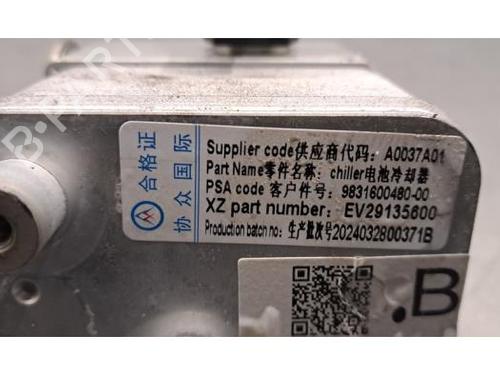 合格证
协众国际
Supplier code供应商代码: A0037A01
Part Name零件名称: chiller电池冷却器
PSA code 客户件号: 9831600480-00
XZ part number: EV29135600
Production batch no: 生产批次号2024032800371B
.B